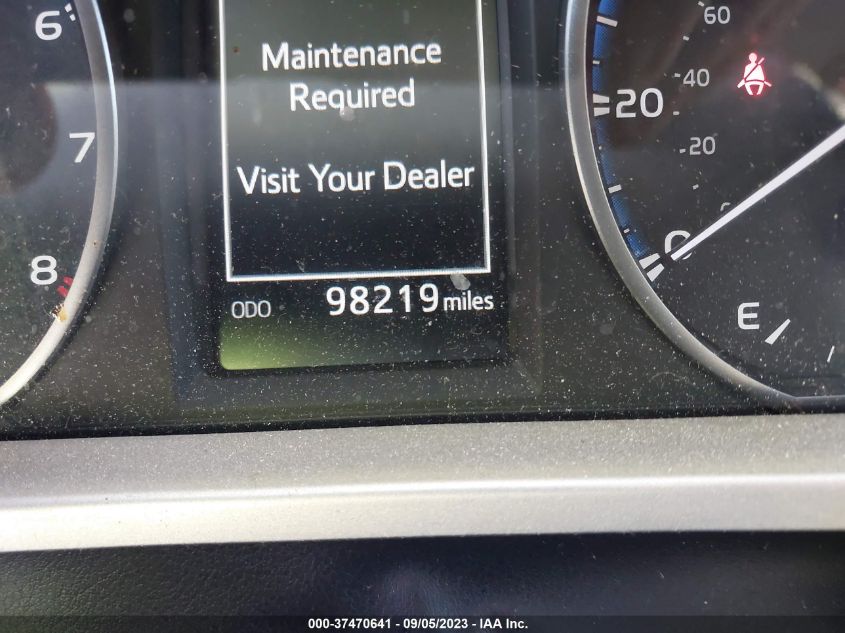 6
7
8
Maintenance
Required
Visit Your Dealer
ODO 98219 miles
60
40
20
20
0
E
000-37470641 - 09/05/2023 - IAA Inc.